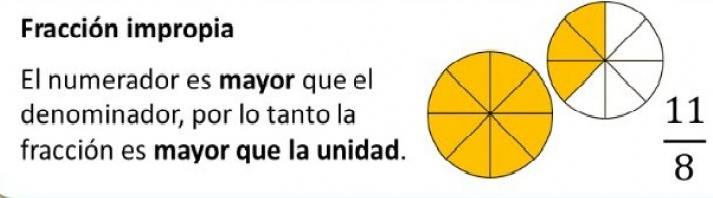 Fracción impropia
El numerador es mayor que el
denominador, por lo tanto la
fracción es mayor que la unidad.
11
8